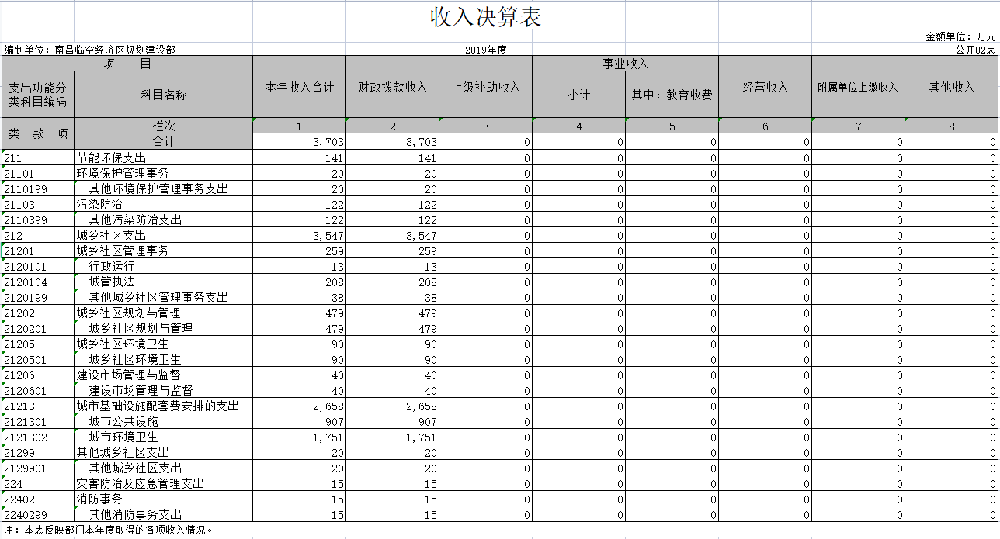 收入决算表
金额单位：万元
编制单位：南昌临空经济区规划建设部 2019年度 公开02表
项 目 本年收入合计 财政拨款收入 上级补助收入 事业收入 经营收入 附属单位上缴收入 其他收入
支出功能分类科目编码 科目名称 小计 其中：教育收费
类 款 项 栏次 1 2 3 4 5 6 7 8
合计 3,703 3,703 0 0 0 0 0 0
211 节能环保支出 141 141 0 0 0 0 0 0
21101 环境保护管理事务 20 20 0 0 0 0 0 0
2110199 其他环境保护管理事务支出 20 20 0 0 0 0 0 0
21103 污染防治 122 122 0 0 0 0 0 0
2110399 其他污染防治支出 122 122 0 0 0 0 0 0
212 城乡社区支出 3,547 3,547 0 0 0 0 0 0
21201 城乡社区管理事务 259 259 0 0 0 0 0 0
2120101 行政运行 13 13 0 0 0 0 0 0
2120104 城管执法 208 208 0 0 0 0 0 0
2120199 其他城乡社区管理事务支出 38 38 0 0 0 0 0 0
21202 城乡社区规划与管理 479 479 0 0 0 0 0 0
2120201 城乡社区规划与管理 479 479 0 0 0 0 0 0
21205 城乡社区环境卫生 90 90 0 0 0 0 0 0
2120501 城乡社区环境卫生 90 90 0 0 0 0 0 0
21206 建设市场管理与监督 40 40 0 0 0 0 0 0
2120601 建设市场管理与监督 40 40 0 0 0 0 0 0
21213 城市基础设施配套费安排的支出 2,658 2,658 0 0 0 0 0 0
2121301 城市公共设施 907 907 0 0 0 0 0 0
2121302 城市环境卫生 1,751 1,751 0 0 0 0 0 0
21299 其他城乡社区支出 20 20 0 0 0 0 0 0
2129901 其他城乡社区支出 20 20 0 0 0 0 0 0
224 灾害防治及应急管理支出 15 15 0 0 0 0 0 0
22402 消防事务 15 15 0 0 0 0 0 0
2240299 其他消防事务支出 15 15 0 0 0 0 0 0
注：本表反映部门本年度取得的各项收入情况。